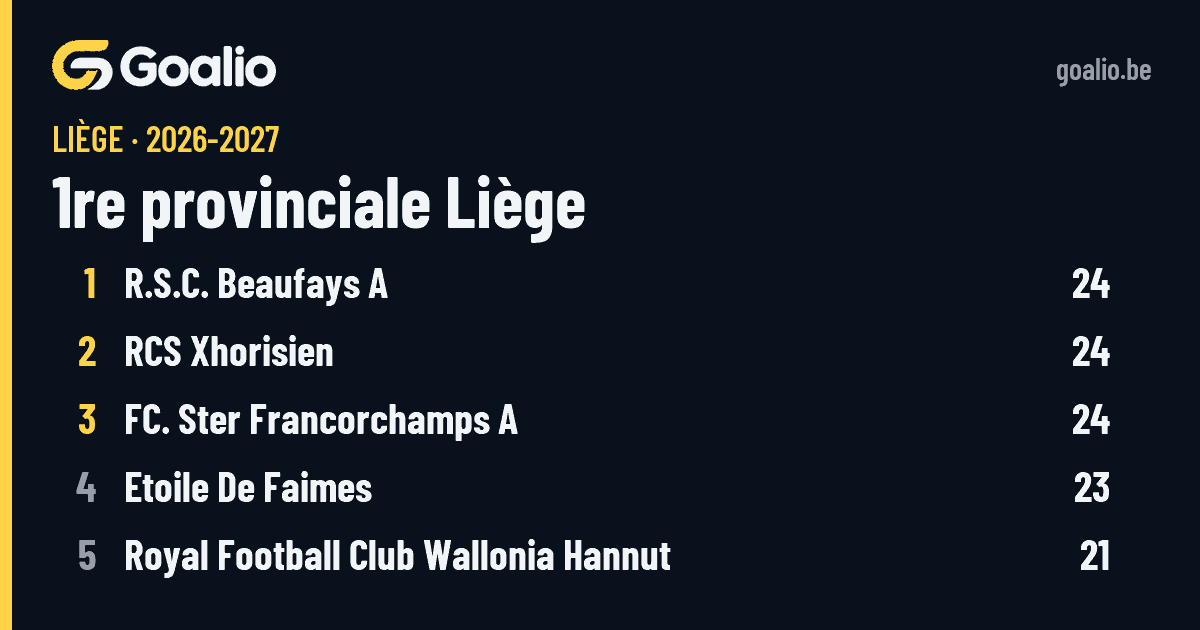 Goalio
goalio.be
LIÈGE · 2026-2027
1re provinciale Liège
1 R.S.C. Beaufays A 24
2 RCS Xhorisien 24
3 FC. Ster Francorchamps A 24
4 Etoile De Faimes 23
5 Royal Football Club Wallonia Hannut 21